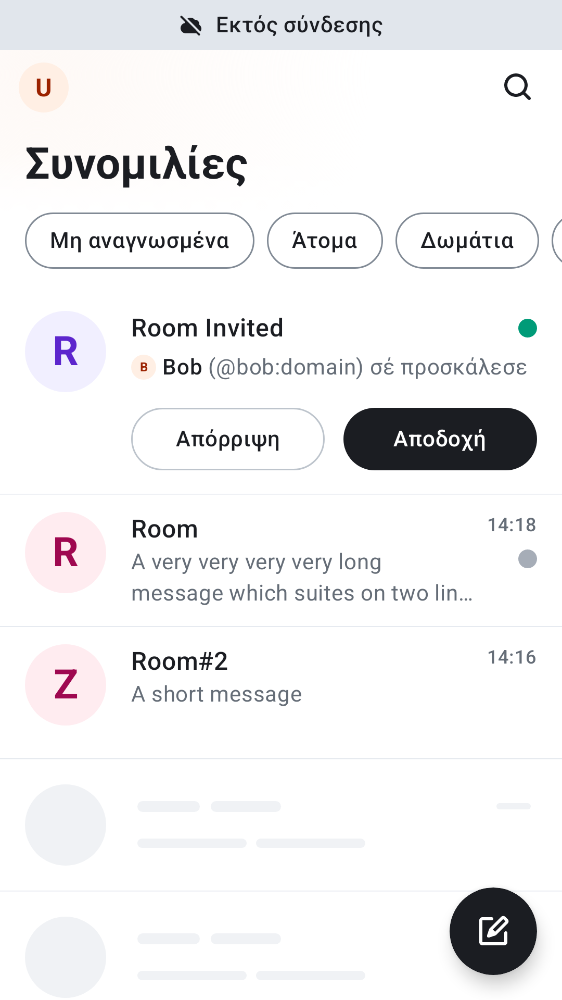 Εκτός σύνδεσης
U
Συνομιλίες
Μη αναγνωσμένα
Άτομα
Δωμάτια
R
Room Invited
B Bob (@bob:domain) σέ προσκάλεσε
Απόρριψη
Αποδοχή
R
Room
14:18
A very very very very long
message which suites on two lin…
Z
Room#2
14:16
A short message